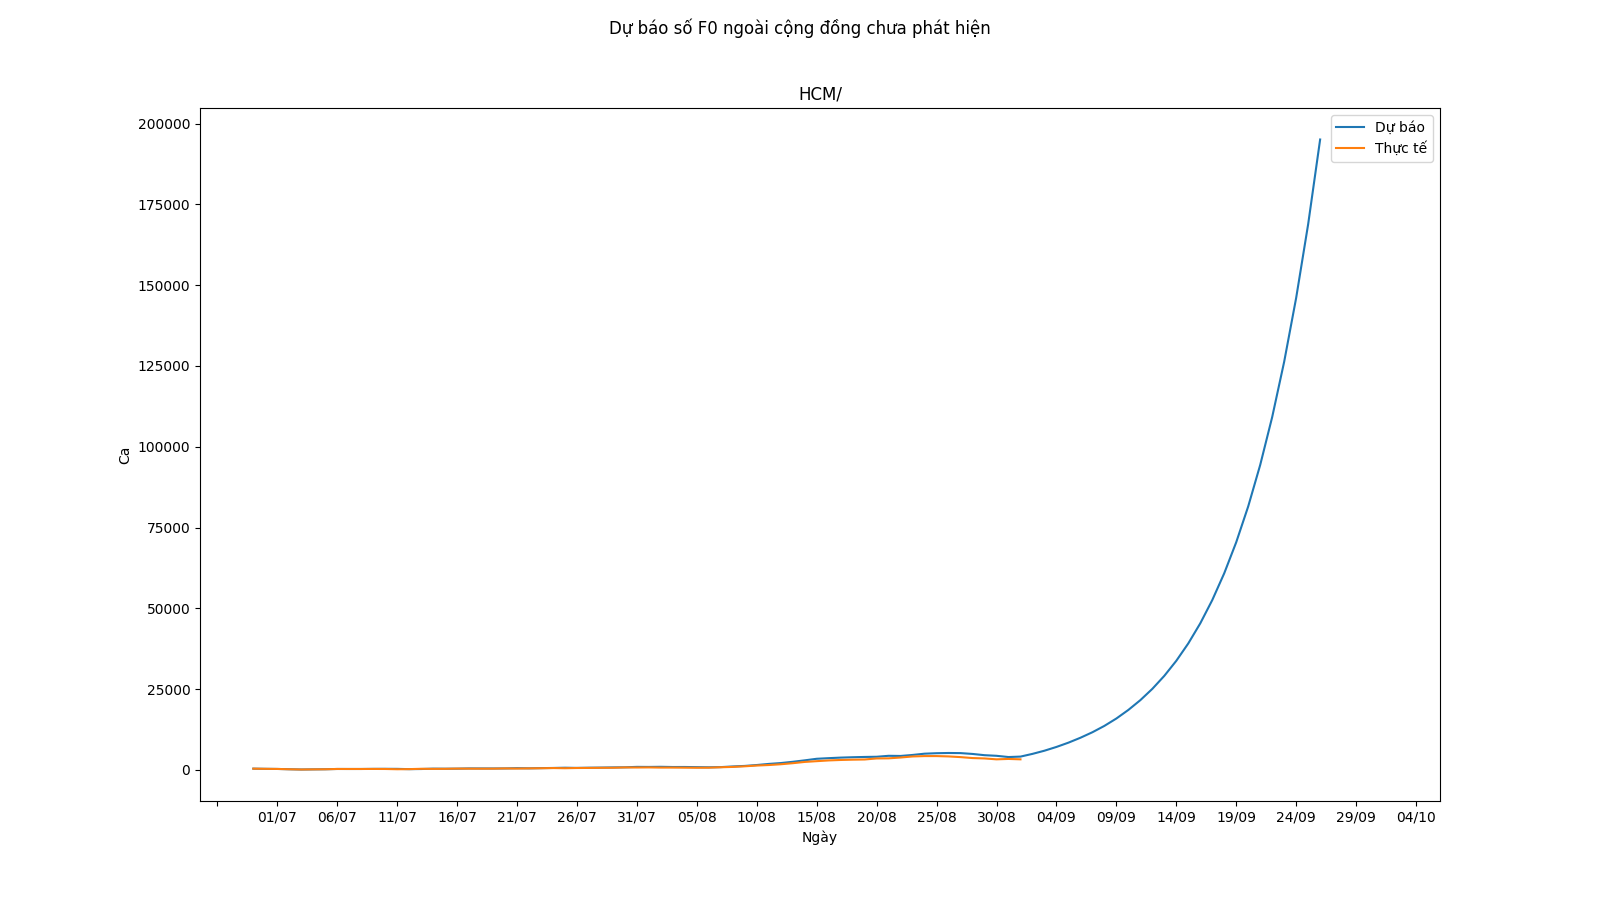 Dự báo số F0 ngoài cộng đồng chưa phát hiện
HCM/
200000
175000
150000
125000
100000
75000
50000
25000
0
Ca
Dự báo
Thực tế
01/07 06/07 11/07 16/07 21/07 26/07 31/07 05/08 10/08 15/08 20/08 25/08 30/08 04/09 09/09 14/09 19/09 24/09 29/09 04/10
Ngày